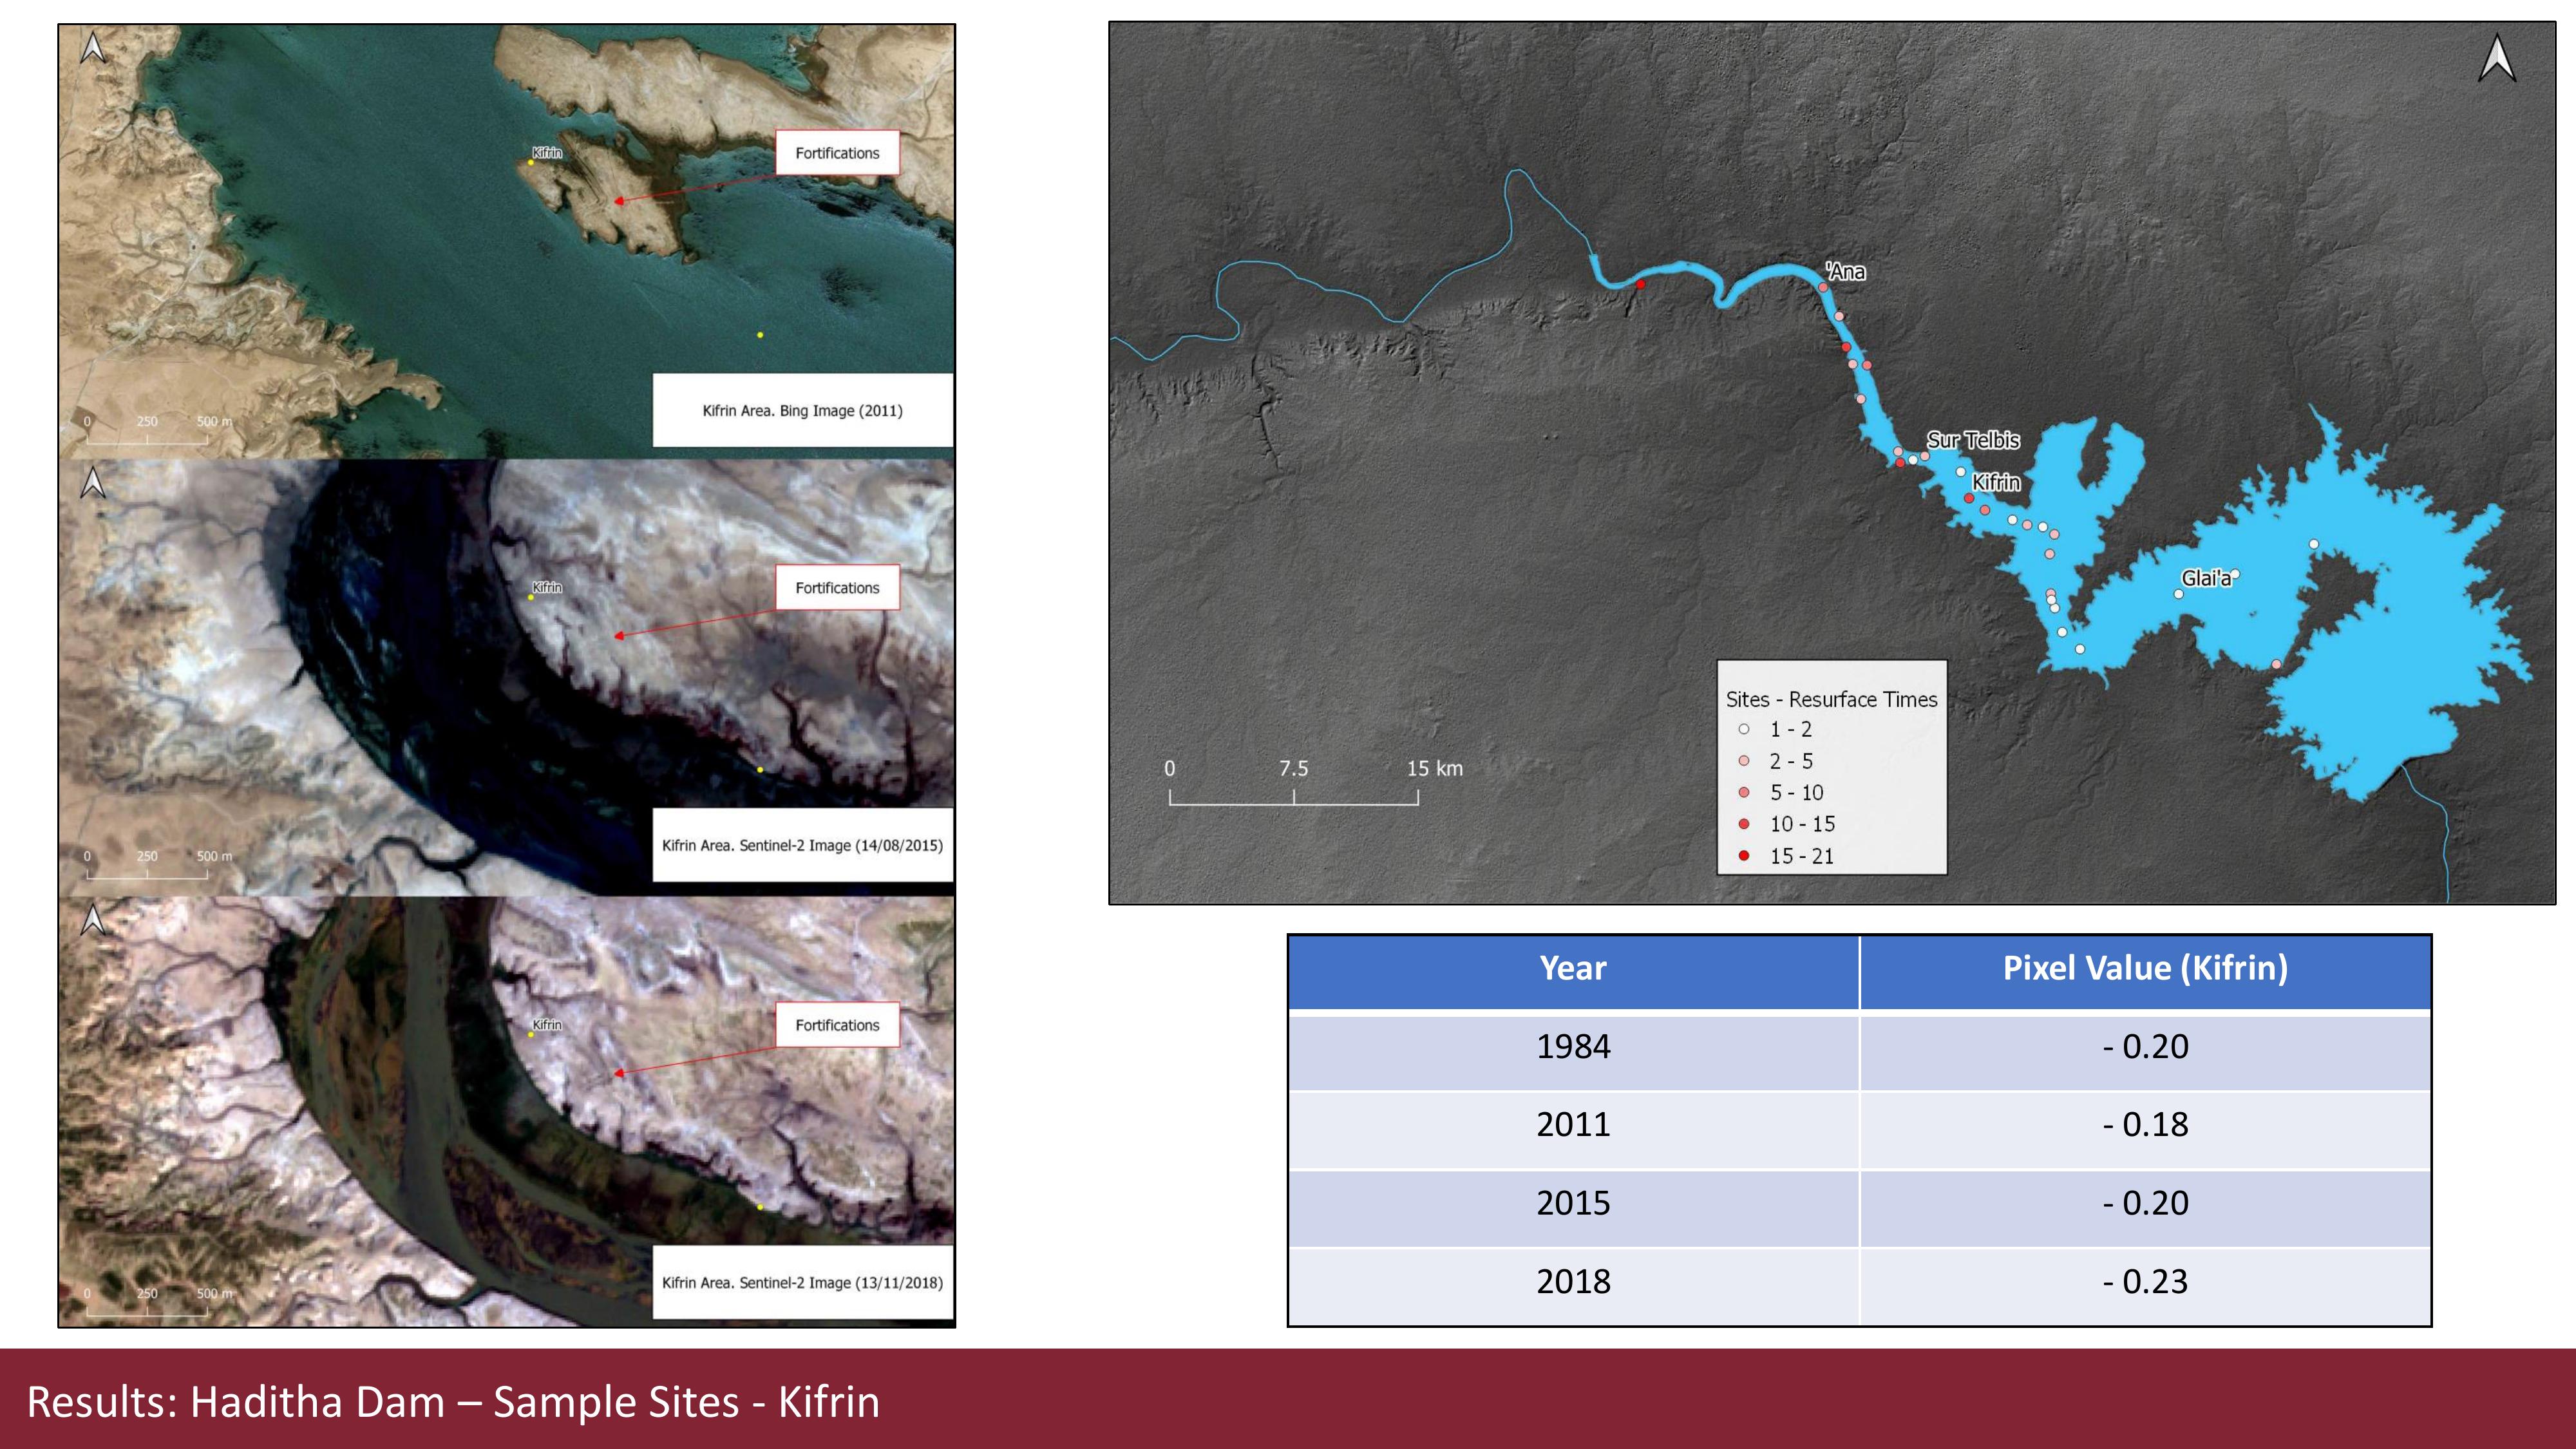 Kifrin
Fortifications
0 250 500 m
Kifrin Area. Bing Image (2011)
Kifrin
Fortifications
0 250 500 m
Kifrin Area. Sentinel-2 Image (14/08/2015)
Kifrin
Fortifications
0 250 500 m
Kifrin Area. Sentinel-2 Image (13/11/2018)
'Ana
Sur Telbis
Kifrin
Glai'a
Sites - Resurface Times
1 - 2
2 - 5
5 - 10
10 - 15
15 - 21
0 7.5 15 km
Year Pixel Value (Kifrin)
1984 - 0.20
2011 - 0.18
2015 - 0.20
2018 - 0.23
Results: Haditha Dam – Sample Sites - Kifrin